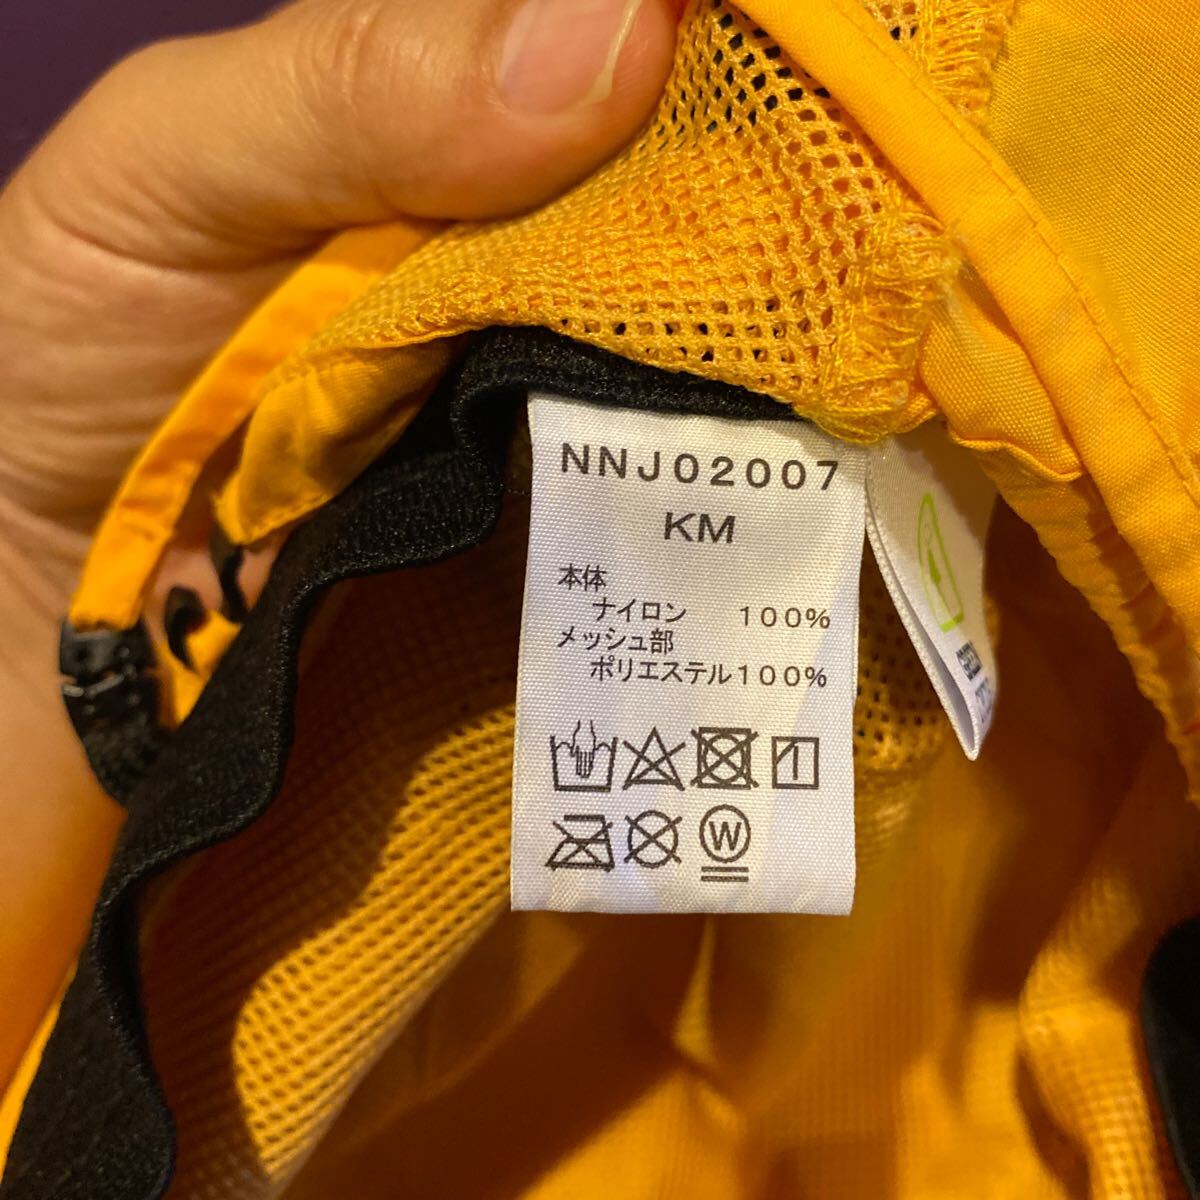 NNJ02007
KM
本体
ナイロン 100%
メッシュ部
ポリエステル100%
W